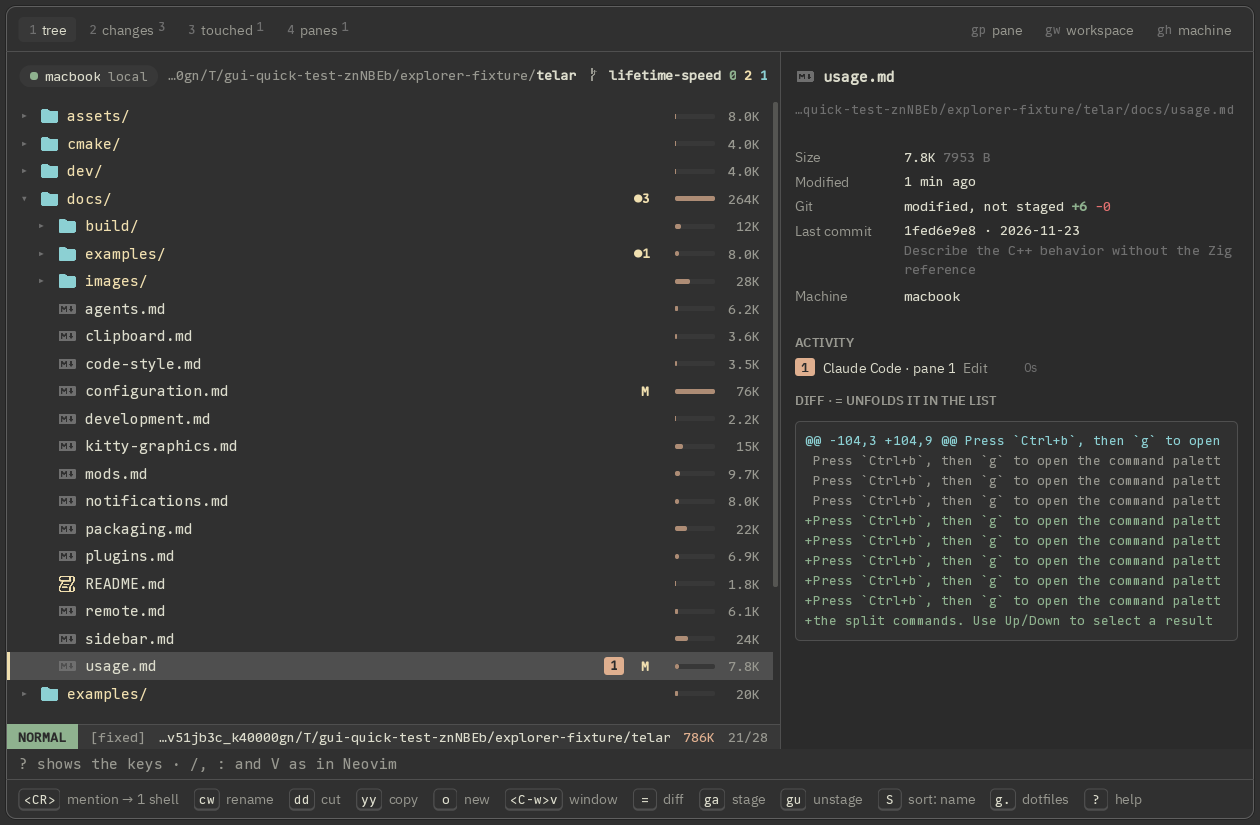 1 tree 2 changes 3 3 touched 1 4 panes 1 gp pane gw workspace gh machine
macbook local …0gn/T/gui-quick-test-znNBEb/explorer-fixture/telar lifetime-speed 0 2 1
assets/ 8.0K
cmake/ 4.0K
dev/ 4.0K
docs/ ●3 264K
build/ 12K
examples/ ●1 8.0K
images/ 28K
agents.md 6.2K
clipboard.md 3.6K
code-style.md 3.5K
configuration.md M 76K
development.md 2.2K
kitty-graphics.md 15K
mods.md 9.7K
notifications.md 8.0K
packaging.md 22K
plugins.md 6.9K
README.md 1.8K
remote.md 6.1K
sidebar.md 24K
usage.md 1 M 7.8K
examples/ 20K
NORMAL [fixed] …v51jb3c_k40000gn/T/gui-quick-test-znNBEb/explorer-fixture/telar 786K 21/28
usage.md
…quick-test-znNBEb/explorer-fixture/telar/docs/usage.md
Size 7.8K 7953 B
Modified 1 min ago
Git modified, not staged +6 -0
Last commit 1fed6e9e8 · 2026-11-23
Describe the C++ behavior without the Zig
reference
Machine macbook
ACTIVITY
1 Claude Code · pane 1 Edit 0s
DIFF · = UNFOLDS IT IN THE LIST
@@ -104,3 +104,9 @@ Press `Ctrl+b`, then `g` to open
Press `Ctrl+b`, then `g` to open the command palett
Press `Ctrl+b`, then `g` to open the command palett
Press `Ctrl+b`, then `g` to open the command palett
+Press `Ctrl+b`, then `g` to open the command palett
+Press `Ctrl+b`, then `g` to open the command palett
+Press `Ctrl+b`, then `g` to open the command palett
+Press `Ctrl+b`, then `g` to open the command palett
+Press `Ctrl+b`, then `g` to open the command palett
+the split commands. Use Up/Down to select a result
? shows the keys · /, : and V as in Neovim
<CR> mention → 1 shell cw rename dd cut yy copy o new <C-w>v window = diff ga stage gu unstage S sort: name g. dotfiles ? help